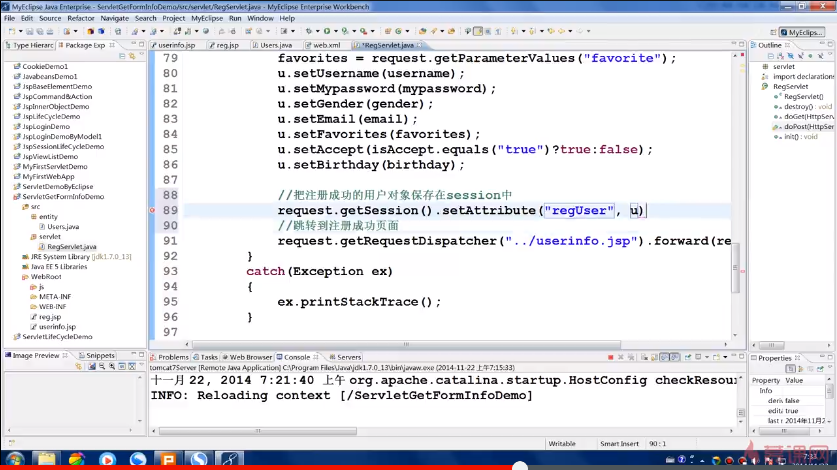 MyEclipse Java Enterprise - ServletGetFormInfoDemo/src/servlet/RegServlet.java - MyEclipse Enterprise Workbench
File Edit Source Refactor Navigate Search Project MyEclipse Run Window Help
MyEclips...
Type Hierarc
Package Exp
CookieDemo1
Javabeans​Demo1
JspBaseElementDemo
JspCommand&Action
JspInnerObjectDemo
JspLifeCycleDemo
JspLoginDemo
JspLoginDemoByModel1
JspSessionLifeCycleDemo
JspViewListDemo
MyFirstServletDemo
MyFirstWebApp
ServletDemoByEclipse
ServletGetFormInfoDemo
src
entity
Users.java
servlet
RegServlet.java
JRE System Library [jdk1.7.0_13]
Java EE 5 Libraries
WebRoot
js
META-INF
WEB-INF
reg.jsp
userinfo.jsp
ServletLifeCycleDemo
userinfo.jsp
reg.jsp
Users.java
web.xml
*RegServlet.java
79 favorites = request.getParameterValues("favorite");
80 u.setUsername(username);
81 u.setMypassword(mypassword);
82 u.setGender(gender);
83 u.setEmail(email);
84 u.setFavorites(favorites);
85 u.setAccept(isAccept.equals("true")?true:false);
86 u.setBirthday(birthday);
88 //把注册成功的用户对象保存在session中
89 request.getSession().setAttribute("regUser", u)
90 //跳转到注册成功页面
91 request.getRequestDispatcher("../userinfo.jsp").forward(re
92 }
93 catch(Exception ex)
94 {
95 ex.printStackTrace();
96 }
97
Outline
servlet
import declarations
RegServlet
RegServlet()
destroy() : void
doGet(HttpServ
doPost(HttpServ
init() : void
Image Preview
Snippets
Problems
Tasks
Web Browser
Console
Servers
tomcat7Server [Remote Java Application] C:\Program Files\Java\jdk1.7.0_13\bin\javaw.exe (2014-11-22 上午7:15:33)
十一月 22, 2014 7:21:40 上午 org.apache.catalina.startup.HostConfig checkResour
INFO: Reloading context [/ServletGetFormInfoDemo]
Properties
Property Value
Info
deriv false
edita true
last r 2014年11月2
Writable
Smart Insert
90 : 1
慕课网
7:33